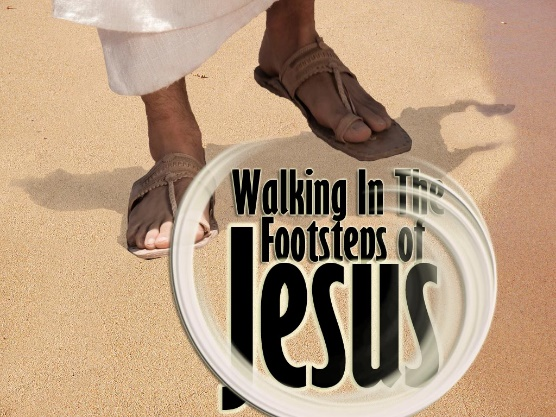 Walking In The
Footsteps of
Jesus